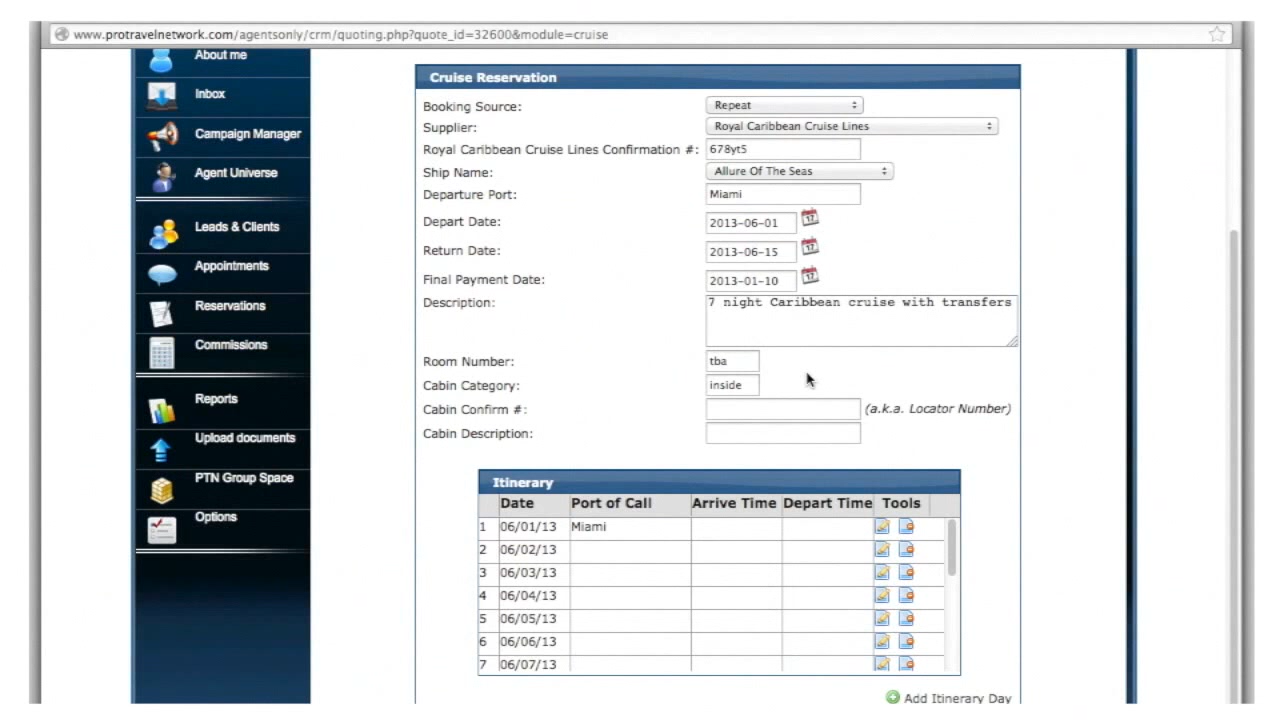 www.protravelnetwork.com/agentsonly/crm/quoting.php?quote_id=32600&module=cruise
About me
Inbox
Campaign Manager
Agent Universe
Leads & Clients
Appointments
Reservations
Commissions
Reports
Upload documents
PTN Group Space
Options
Cruise Reservation
Booking Source: Repeat
Supplier: Royal Caribbean Cruise Lines
Royal Caribbean Cruise Lines Confirmation #: 678yt5
Ship Name: Allure Of The Seas
Departure Port: Miami
Depart Date: 2013-06-01 17
Return Date: 2013-06-15 17
Final Payment Date: 2013-01-10 17
Description: 7 night Caribbean cruise with transfers
Room Number: tba
Cabin Category: inside
Cabin Confirm #: (a.k.a. Locator Number)
Cabin Description:
Itinerary
Date Port of Call Arrive Time Depart Time Tools
1 06/01/13 Miami
2 06/02/13
3 06/03/13
4 06/04/13
5 06/05/13
6 06/06/13
7 06/07/13
Add Itinerary Day